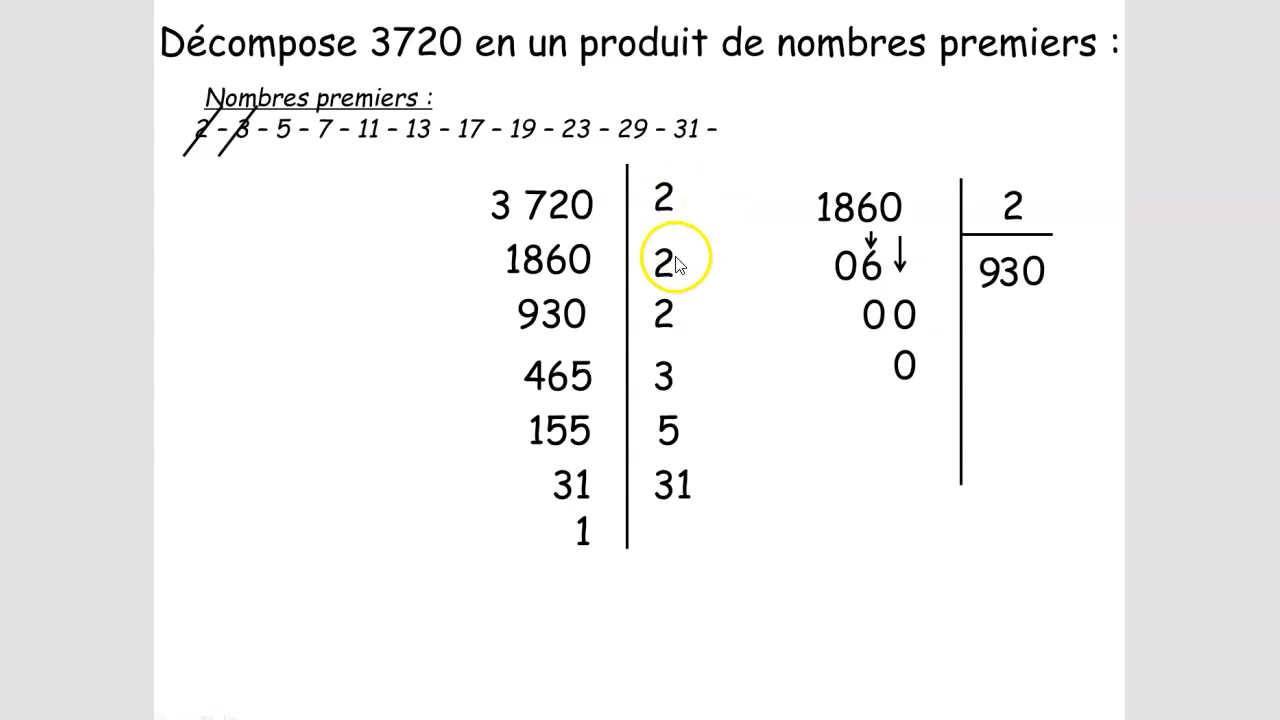 Décompose 3720 en un produit de nombres premiers :
Nombres premiers :
2 – 3 – 5 – 7 – 11 – 13 – 17 – 19 – 23 – 29 – 31 –
3 720 2
1860 2
930 2
465 3
155 5
31 31
1
1860 2
06 930
00
0